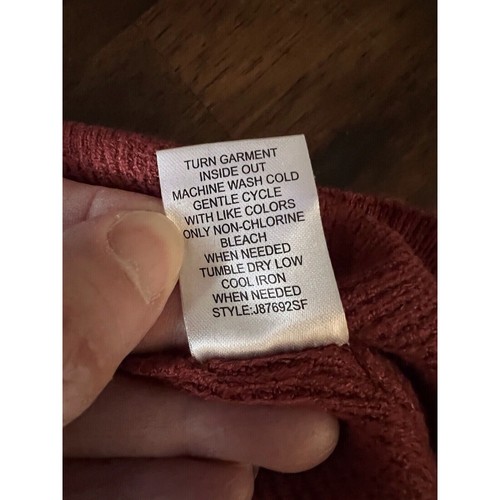 TURN GARMENT
INSIDE OUT
MACHINE WASH COLD
GENTLE CYCLE
WITH LIKE COLORS
ONLY NON-CHLORINE
BLEACH
WHEN NEEDED
TUMBLE DRY LOW
COOL IRON
WHEN NEEDED
STYLE:J87692SF